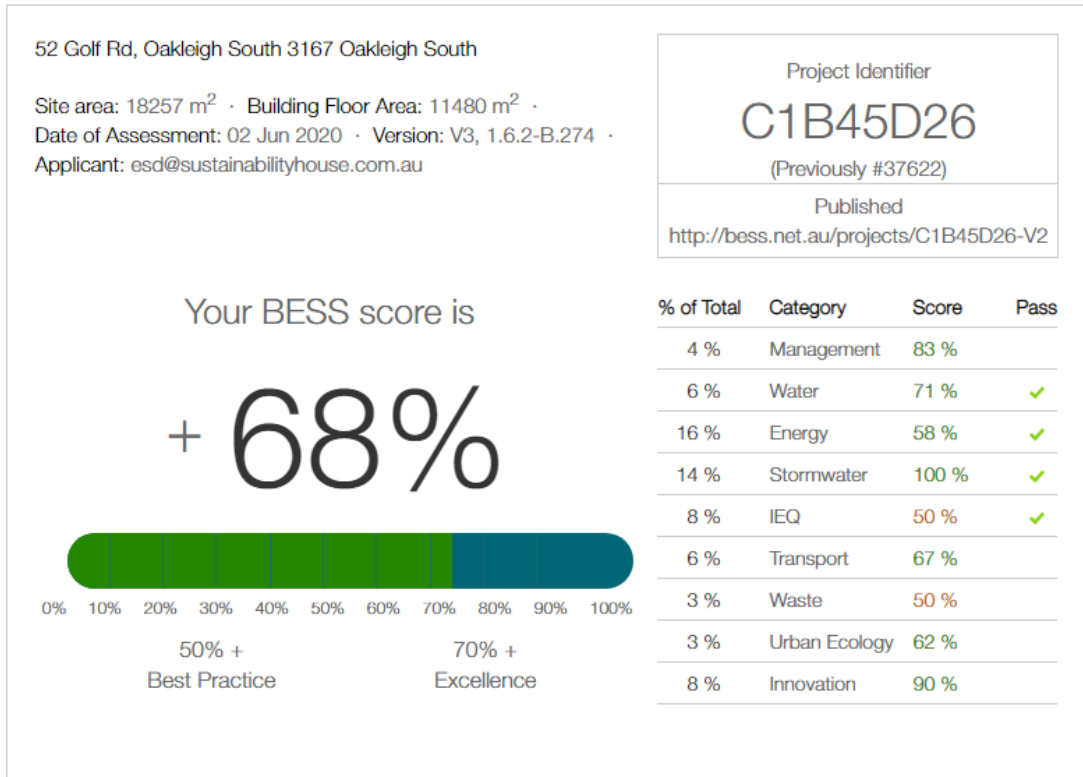 52 Golf Rd, Oakleigh South 3167 Oakleigh South
Site area: 18257 m² · Building Floor Area: 11480 m² ·
Date of Assessment: 02 Jun 2020 · Version: V3, 1.6.2-B.274 ·
Applicant: esd@sustainabilityhouse.com.au
Project Identifier
C1B45D26
(Previously #37622)
Published
http://bess.net.au/projects/C1B45D26-V2
Your BESS score is
+ 68%
0% 10% 20% 30% 40% 50% 60% 70% 80% 90% 100%
50% + 70% +
Best Practice Excellence
% of Total Category Score Pass
4 % Management 83 %
6 % Water 71 % ✓
16 % Energy 58 % ✓
14 % Stormwater 100 % ✓
8 % IEQ 50 % ✓
6 % Transport 67 %
3 % Waste 50 %
3 % Urban Ecology 62 %
8 % Innovation 90 %